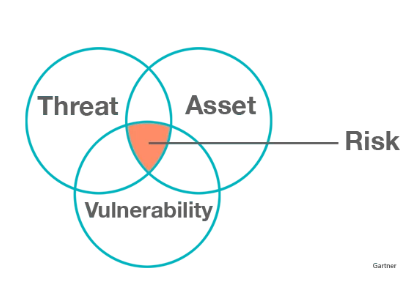 Threat
Asset
Risk
Vulnerability
Gartner